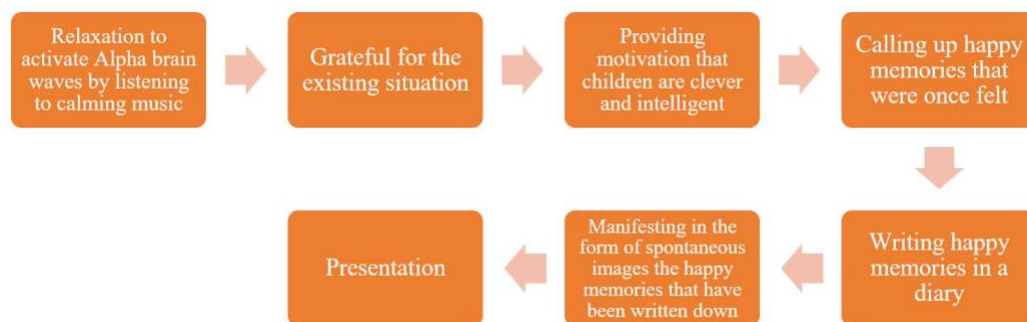 Relaxation to
activate Alpha brain
waves by listening
to calming music
Grateful for the
existing situation
Providing
motivation that
children are clever
and intelligent
Calling up happy
memories that
were once felt
Writing happy
memories in a
diary
Manifesting in the
form of spontaneous
images the happy
memories that have
been written down
Presentation